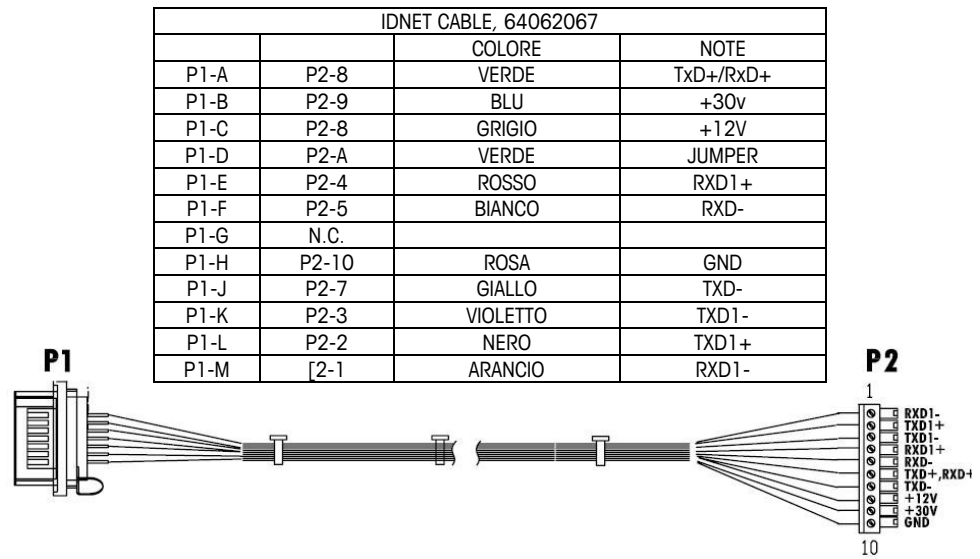 IDNET CABLE, 64062067
COLORE NOTE
P1-A P2-8 VERDE TxD+/RxD+
P1-B P2-9 BLU +30v
P1-C P2-8 GRIGIO +12V
P1-D P2-A VERDE JUMPER
P1-E P2-4 ROSSO RXD1+
P1-F P2-5 BIANCO RXD-
P1-G N.C.
P1-H P2-10 ROSA GND
P1-J P2-7 GIALLO TXD-
P1-K P2-3 VIOLETTO TXD1-
P1-L P2-2 NERO TXD1+
P1-M [2-1 ARANCIO RXD1-
P1
P2
1
RXD1-
TXD1+
TXD1-
RXD1+
RXD-
TXD+,RXD+
TXD-
+12V
+30V
GND
10